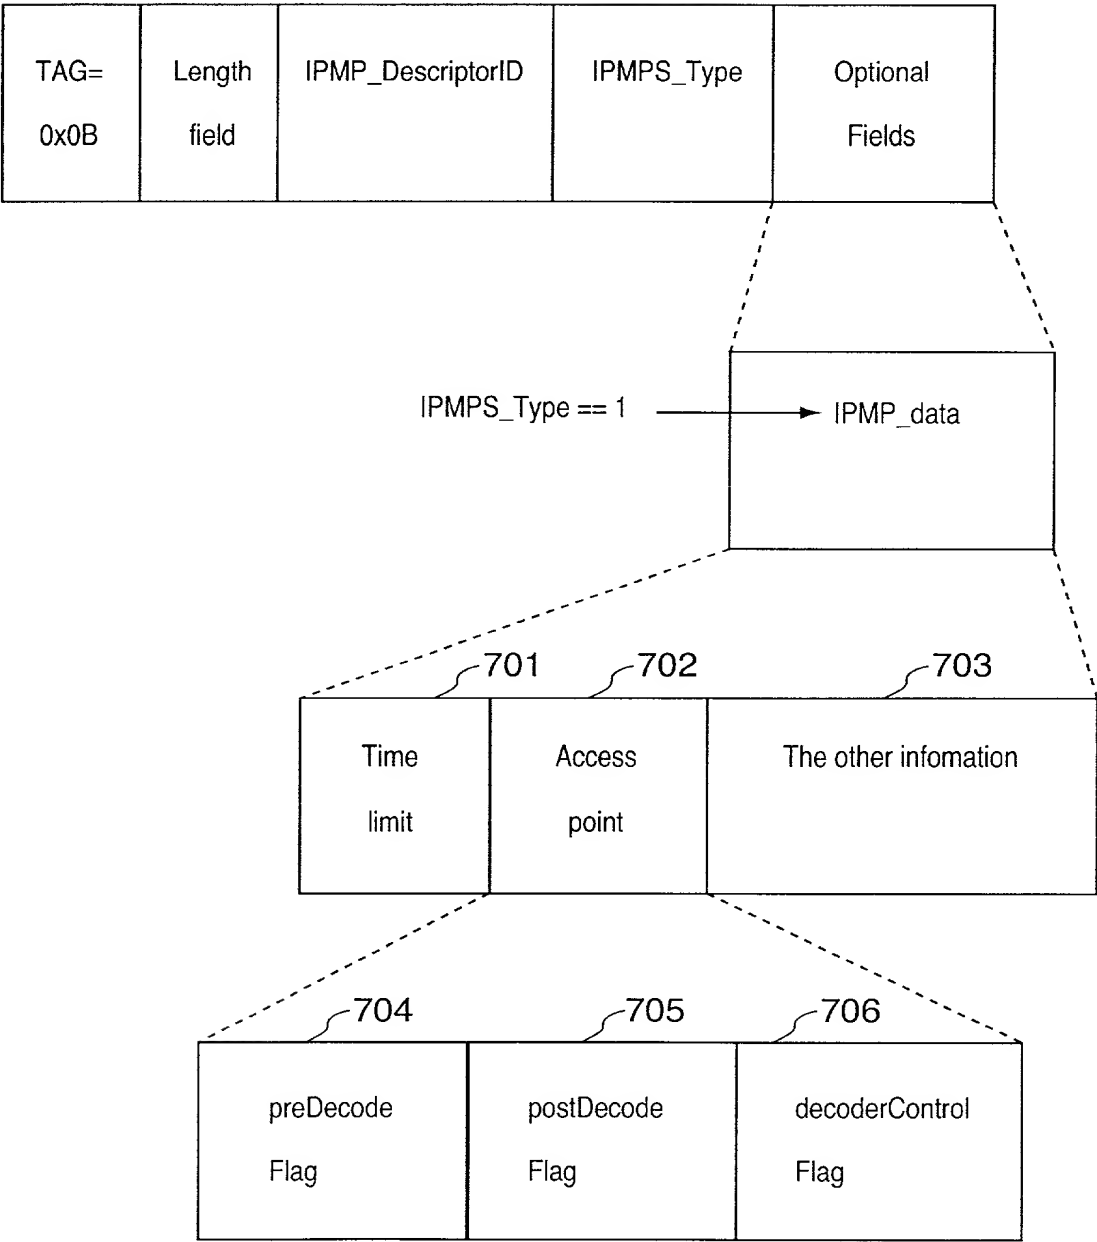 TAG=
0x0B
Length
field
IPMP_DescriptorID
IPMPS_Type
Optional
Fields
IPMPS_Type == 1
IPMP_data
701
702
703
Time
limit
Access
point
The other infomation
704
705
706
preDecode
Flag
postDecode
Flag
decoderControl
Flag